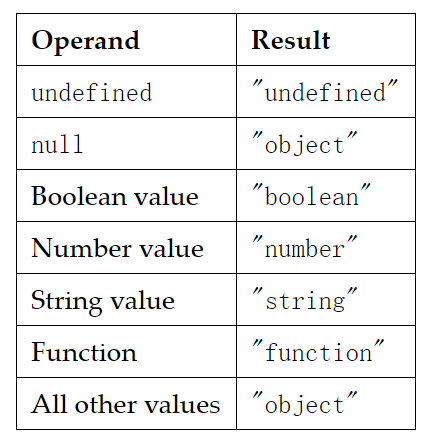 Operand Result
undefined "undefined"
null "object"
Boolean value "boolean"
Number value "number"
String value "string"
Function "function"
All other values "object"